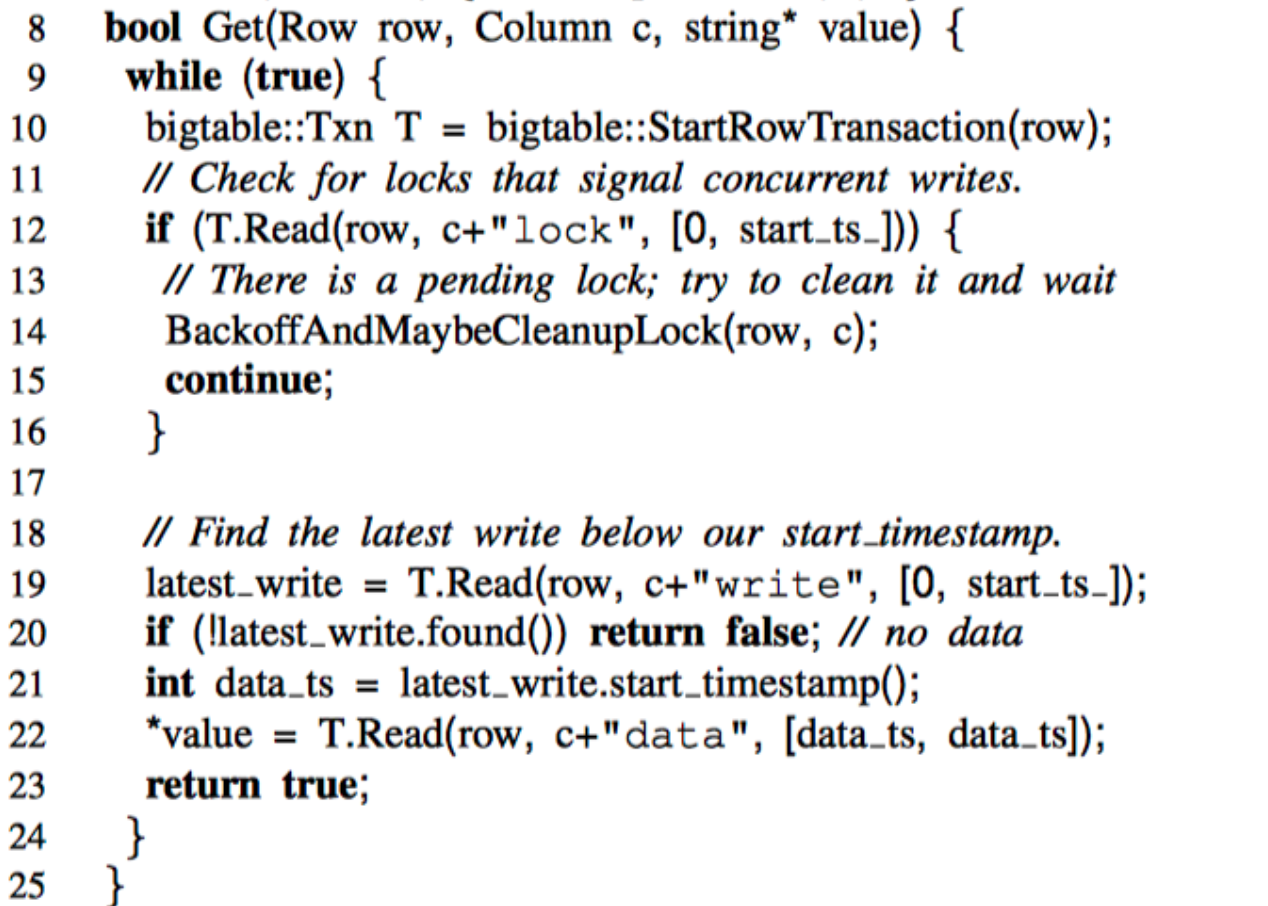 8 bool Get(Row row, Column c, string* value) {
9 while (true) {
10 bigtable::Txn T = bigtable::StartRowTransaction(row);
11 // Check for locks that signal concurrent writes.
12 if (T.Read(row, c+"lock", [0, start_ts_])) {
13 // There is a pending lock; try to clean it and wait
14 BackoffAndMaybeCleanupLock(row, c);
15 continue;
16 }
17
18 // Find the latest write below our start_timestamp.
19 latest_write = T.Read(row, c+"write", [0, start_ts_]);
20 if (!latest_write.found()) return false; // no data
21 int data_ts = latest_write.start_timestamp();
22 *value = T.Read(row, c+"data", [data_ts, data_ts]);
23 return true;
24 }
25 }